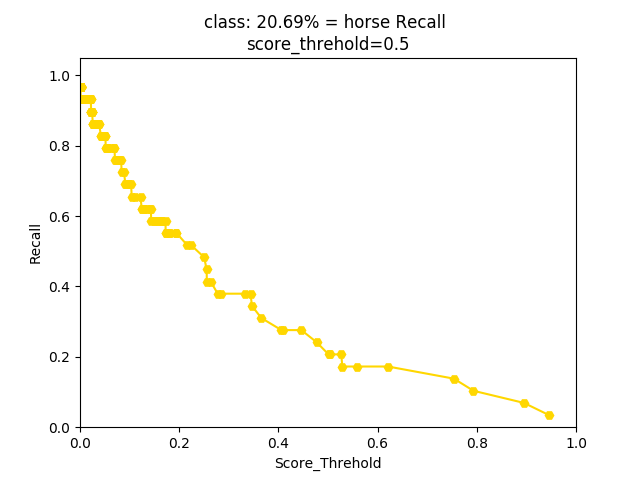 class: 20.69% = horse Recall
score_threhold=0.5
1.0
0.8
0.6
0.4
0.2
0.0
Recall
0.0 0.2 0.4 0.6 0.8 1.0
Score_Threhold